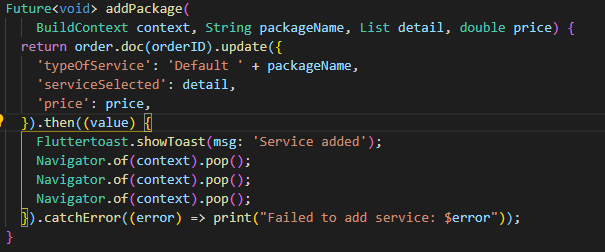 Future<void> addPackage(
BuildContext context, String packageName, List detail, double price) {
return order.doc(orderID).update({
'typeOfService': 'Default ' + packageName,
'serviceSelected': detail,
'price': price,
}).then((value) {
Fluttertoast.showToast(msg: 'Service added');
Navigator.of(context).pop();
Navigator.of(context).pop();
Navigator.of(context).pop();
}).catchError((error) => print("Failed to add service: $error"));
}